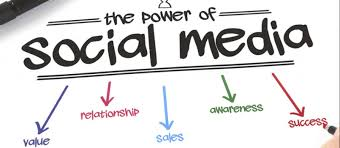 the power of
social media
value
relationship
sales
awareness
success